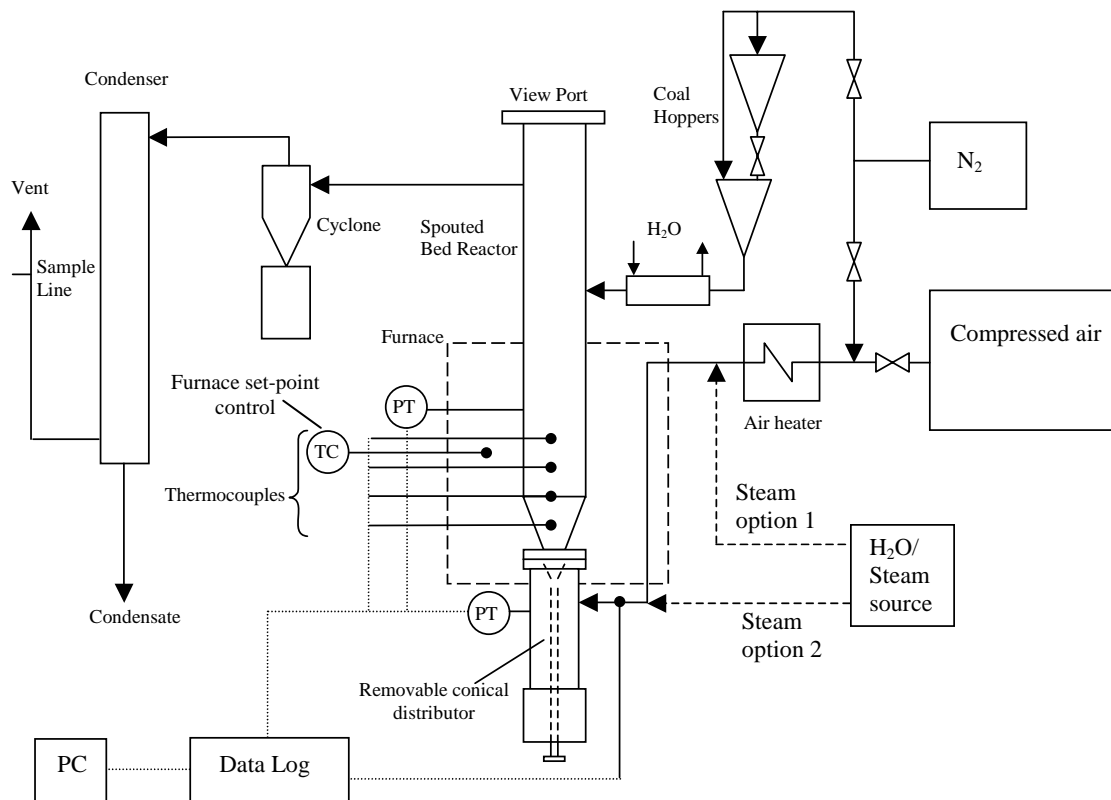 Condenser
View Port
Coal
Hoppers
N₂
Vent
Cyclone
Spouted
Bed Reactor
H₂O
Sample
Line
Furnace
Compressed air
Furnace set-point
control
PT
Air heater
TC
Thermocouples
Steam
option 1
H₂O/
Steam
source
Condensate
PT
Steam
option 2
Removable conical
distributor
PC
Data Log